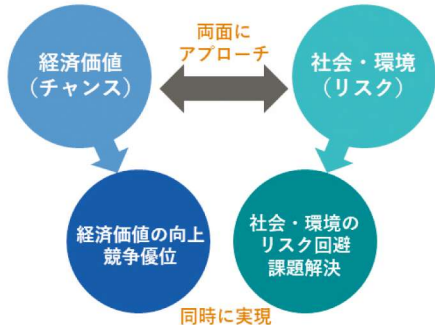 経済価値
（チャンス）
両面に
アプローチ
社会・環境
（リスク）
経済価値の向上
競争優位
社会・環境の
リスク回避
課題解決
同時に実現